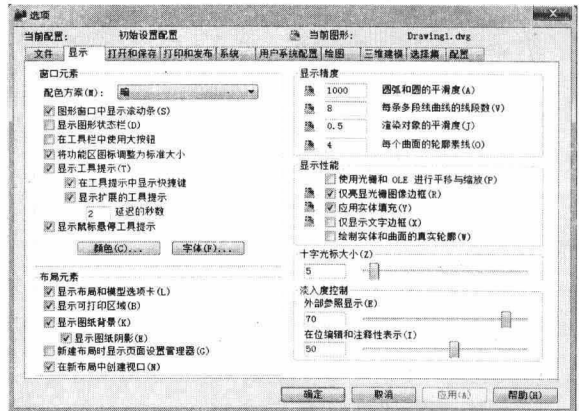 选项
当前配置: 初始设置配置 当前图形: Drawing1.dwg
文件 显示 打开和保存 打印和发布 系统 用户系统配置 绘图 三维建模 选择集 配置
窗口元素
配色方案(M): 暗
图形窗口中显示滚动条(S)
显示图形状态栏(D)
在工具栏中使用大按钮
将功能区图标调整为标准大小
显示工具提示(T)
在工具提示中显示快捷键
显示扩展的工具提示
2 延迟的秒数
显示鼠标悬停工具提示
颜色(C)... 字体(F)...
布局元素
显示布局和模型选项卡(L)
显示可打印区域(B)
显示图纸背景(K)
显示图纸阴影(E)
新建布局时显示页面设置管理器(G)
在新布局中创建视口(N)
显示精度
1000 圆弧和圆的平滑度(A)
8 每条多段线曲线的线段数(V)
0.5 渲染对象的平滑度(J)
4 每个曲面的轮廓素线(O)
显示性能
使用光栅和 OLE 进行平移与缩放(P)
仅亮显光栅图像边框(R)
应用实体填充(Y)
仅显示文字边框(X)
绘制实体和曲面的真实轮廓(W)
十字光标大小(Z)
5
淡入度控制
外部参照显示(E)
70
在位编辑和注释性表示(I)
50
确定 取消 应用(A) 帮助(H)